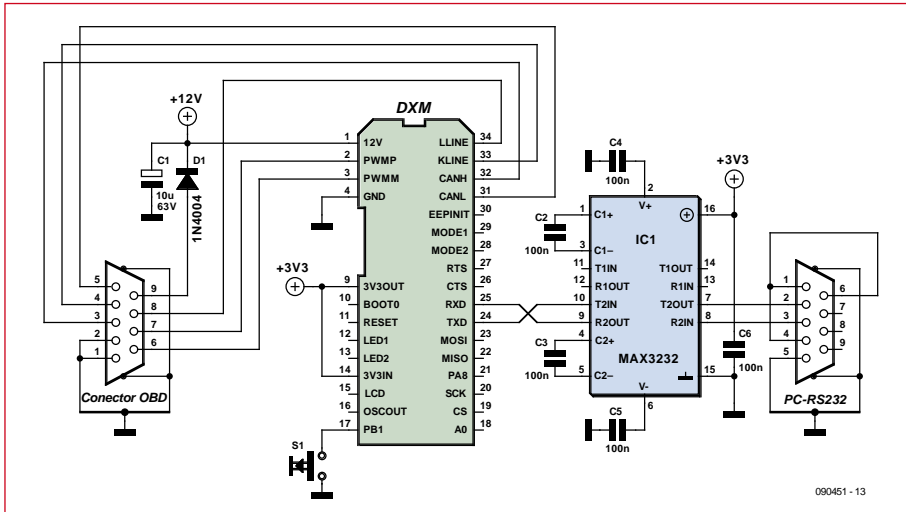 +12V
C1
10u
63V
D1
1N4004
5
4
3
2
1
9
8
7
6
Conector OBD
DXM
1 12V LLINE 34
2 PWMP KLINE 33
3 PWMM CANH 32
4 GND CANL 31
EEPINIT 30
MODE1 29
MODE2 28
RTS 27
9 3V3OUT CTS 26
10 BOOT0 RXD 25
11 RESET TXD 24
12 LED1 MOSI 23
13 LED2 MISO 22
14 3V3IN PA8 21
15 LCD SCK 20
16 OSCOUT CS 19
17 PB1 A0 18
+3V3
S1
C4
100n
2
V+
1 C1+ 16
C2
100n
3 C1–
IC1
11 T1IN T1OUT 14
12 R1OUT R1IN 13
10 T2IN T2OUT 7
9 R2OUT R2IN 8
4 C2+
C3
100n
MAX3232
5 C2– 15
V-
6
C5
100n
+3V3
C6
100n
1
2
3
4
5
6
7
8
9
PC-RS232
090451 - 13